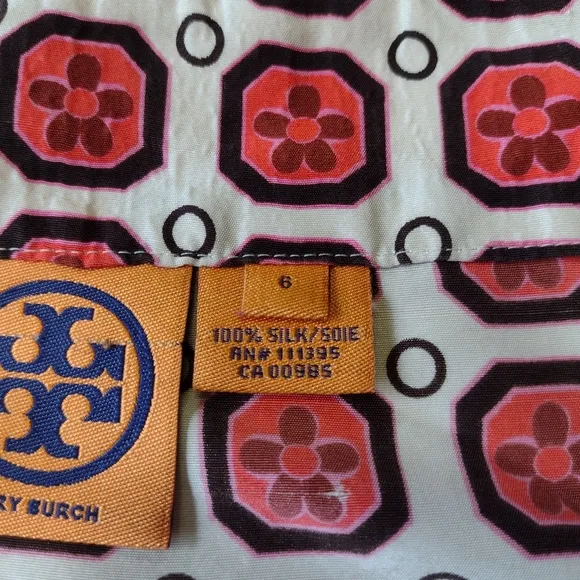 6
100% SILK/SOIE
RN# 111395
CA 00985
RY BURCH